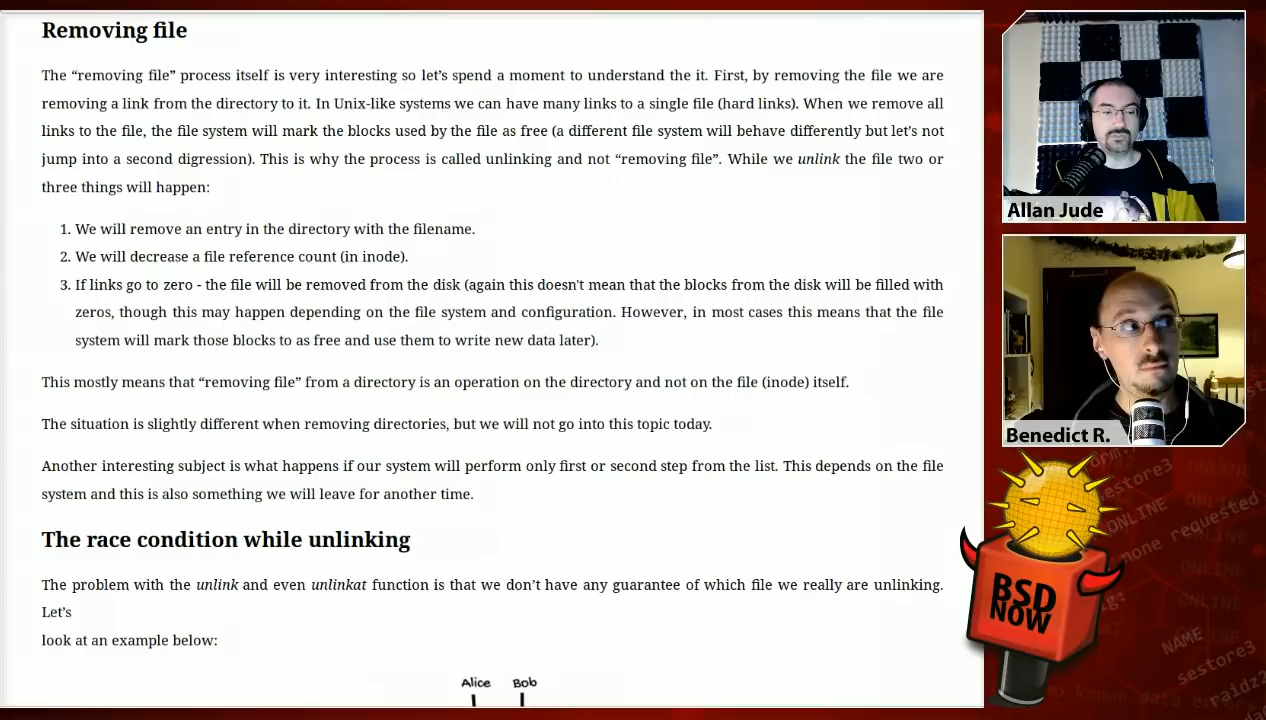 Removing file
The “removing file” process itself is very interesting so let’s spend a moment to understand the it. First, by removing the file we are
removing a link from the directory to it. In Unix-like systems we can have many links to a single file (hard links). When we remove all
links to the file, the file system will mark the blocks used by the file as free (a different file system will behave differently but let’s not
jump into a second digression). This is why the process is called unlinking and not “removing file”. While we unlink the file two or
three things will happen:
1. We will remove an entry in the directory with the filename.
2. We will decrease a file reference count (in inode).
3. If links go to zero - the file will be removed from the disk (again this doesn't mean that the blocks from the disk will be filled with
zeros, though this may happen depending on the file system and configuration. However, in most cases this means that the file
system will mark those blocks to as free and use them to write new data later).
This mostly means that “removing file” from a directory is an operation on the directory and not on the file (inode) itself.
The situation is slightly different when removing directories, but we will not go into this topic today.
Another interesting subject is what happens if our system will perform only first or second step from the list. This depends on the file
system and this is also something we will leave for another time.
The race condition while unlinking
The problem with the unlink and even unlinkat function is that we don’t have any guarantee of which file we really are unlinking.
Let’s
look at an example below:
Alice Bob
Allan Jude
Benedict R.
BSD
NOW
ONLINE
estore3
ONLINE
none requested
ONLINE
ONLINE
NAME
sestore3
raidz2